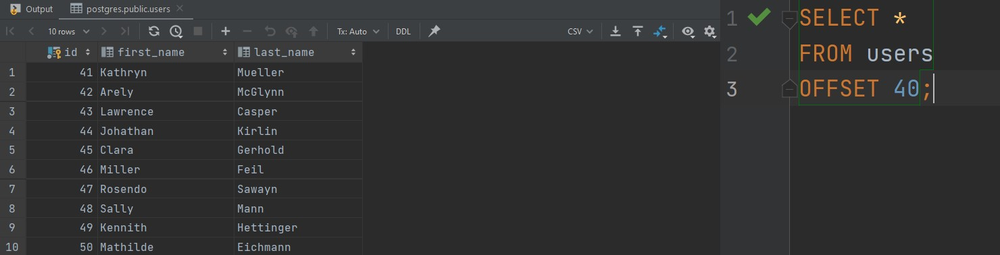 Output postgres.public.users
10 rows Tx: Auto DDL CSV
id first_name last_name
1 41 Kathryn Mueller
2 42 Arely McGlynn
3 43 Lawrence Casper
4 44 Johathan Kirlin
5 45 Clara Gerhold
6 46 Miller Feil
7 47 Rosendo Sawayn
8 48 Sally Mann
9 49 Kennith Hettinger
10 50 Mathilde Eichmann
1 SELECT *
2 FROM users
3 OFFSET 40;